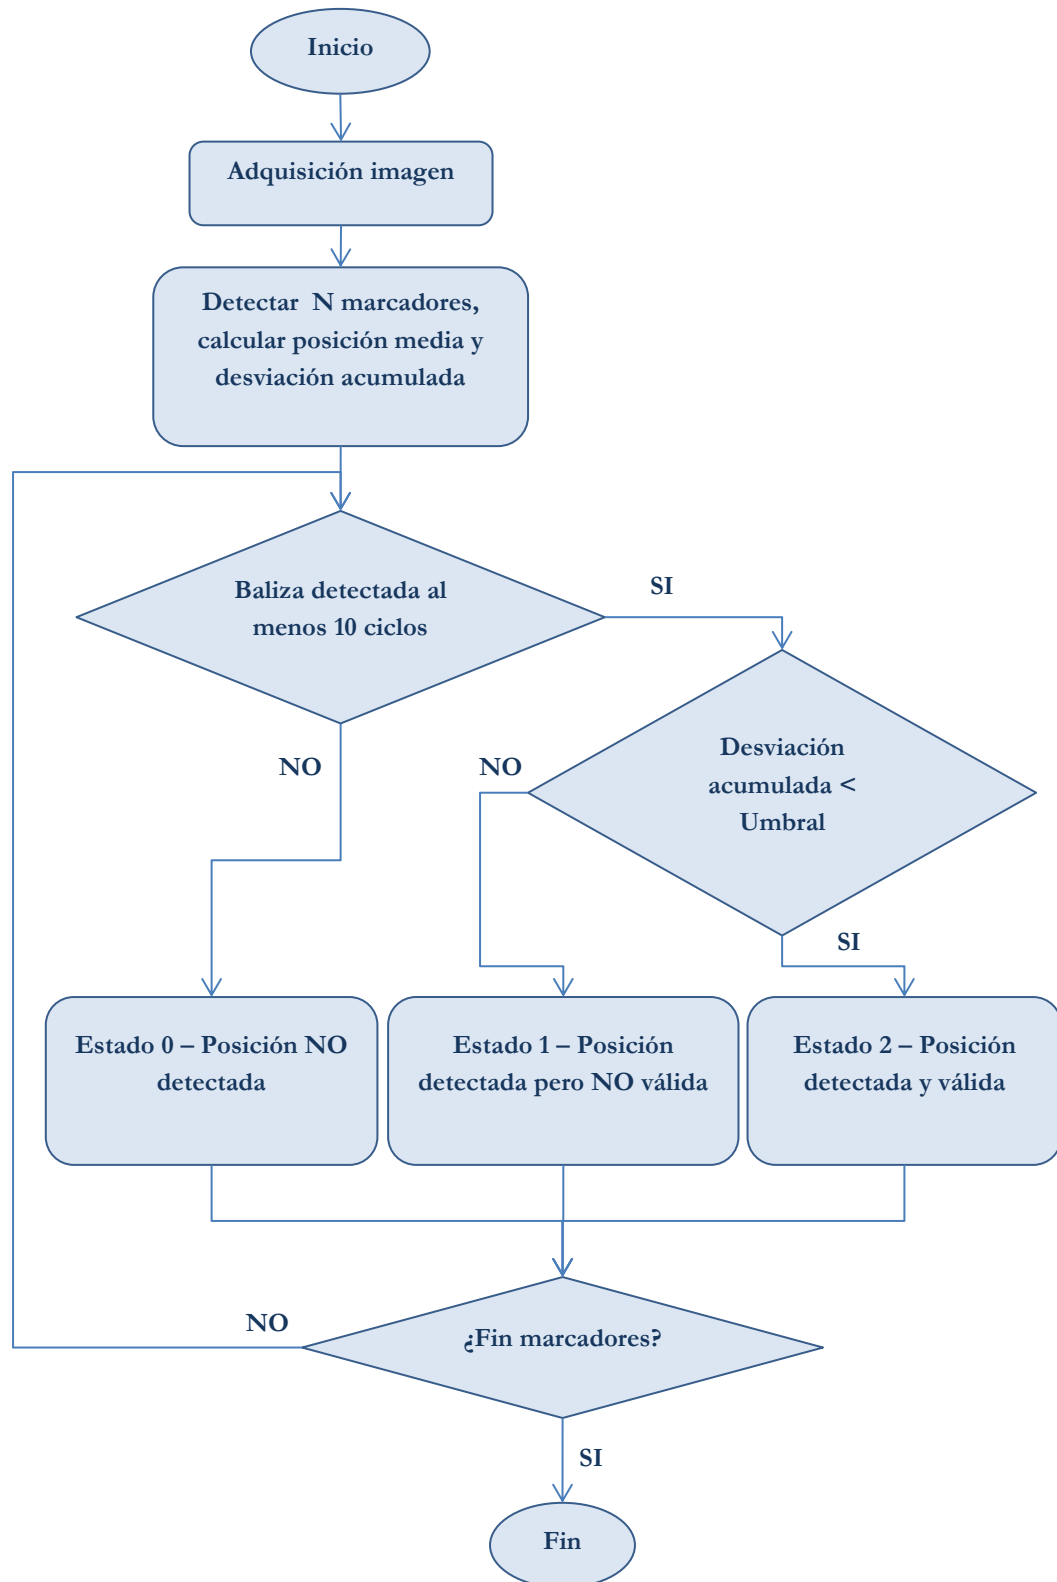 Inicio
Adquisición imagen
Detectar N marcadores,
calcular posición media y
desviación acumulada
Baliza detectada al
menos 10 ciclos
SI
NO
Desviación
acumulada <
Umbral
NO
SI
Estado 0 – Posición NO
detectada
Estado 1 – Posición
detectada pero NO válida
Estado 2 – Posición
detectada y válida
¿Fin marcadores?
NO
SI
Fin